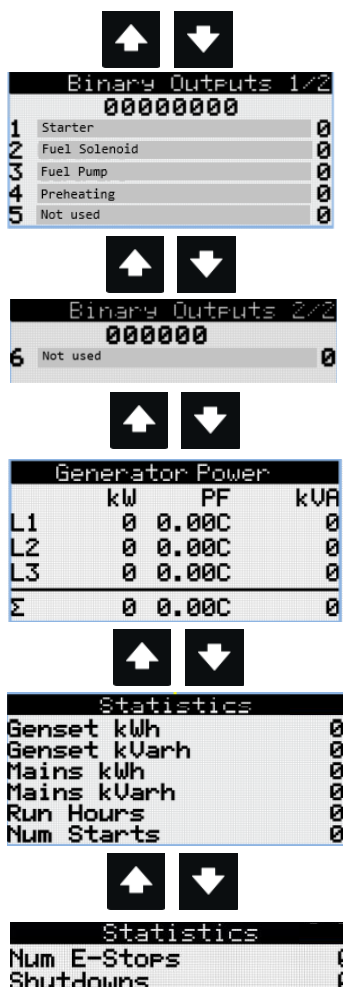 Binary Outputs 1/2
00000000
1 Starter 0
2 Fuel Solenoid 0
3 Fuel Pump 0
4 Preheating 0
5 Not used 0
Binary Outputs 2/2
000000
6 Not used 0
Generator Power
kW PF kVA
L1 0 0.00C 0
L2 0 0.00C 0
L3 0 0.00C 0
Σ 0 0.00C 0
Statistics
Genset kWh 0
Genset kVarh 0
Mains kWh 0
Mains kVarh 0
Run Hours 0
Num Starts 0
Statistics
Num E-Stops 0
Shutdowns 0